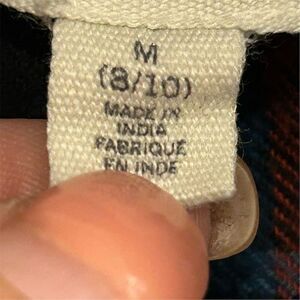 M
(8/10)
MADE IN
INDIA
FABRIQUE
EN INDE